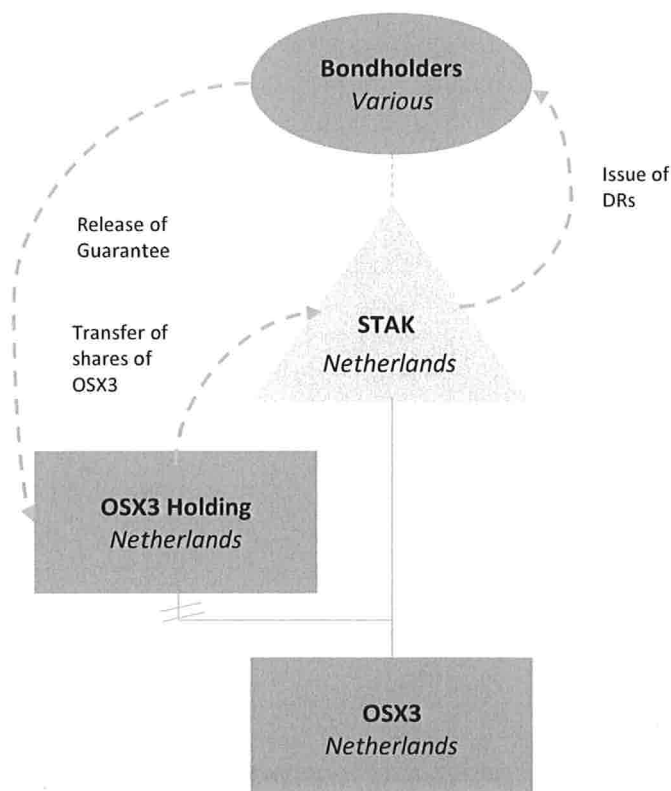 Bondholders
Various
Issue of
DRs
Release of
Guarantee
STAK
Netherlands
Transfer of
shares of
OSX3
OSX3 Holding
Netherlands
OSX3
Netherlands